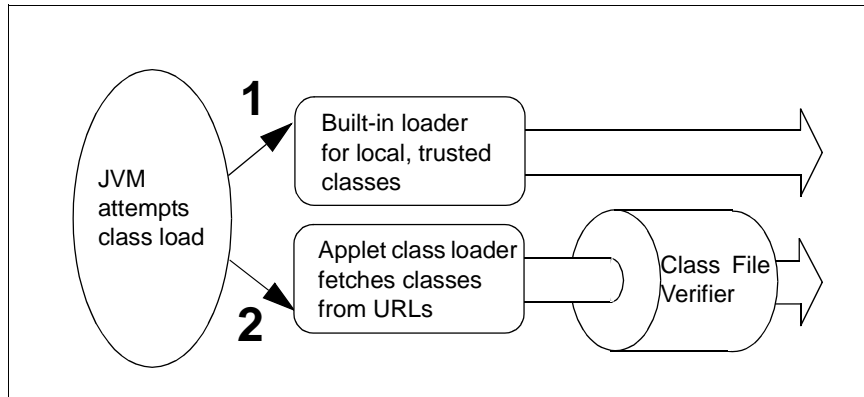 JVM
attempts
class load
1
Built-in loader
for local, trusted
classes
2
Applet class loader
fetches classes
from URLs
Class File
Verifier